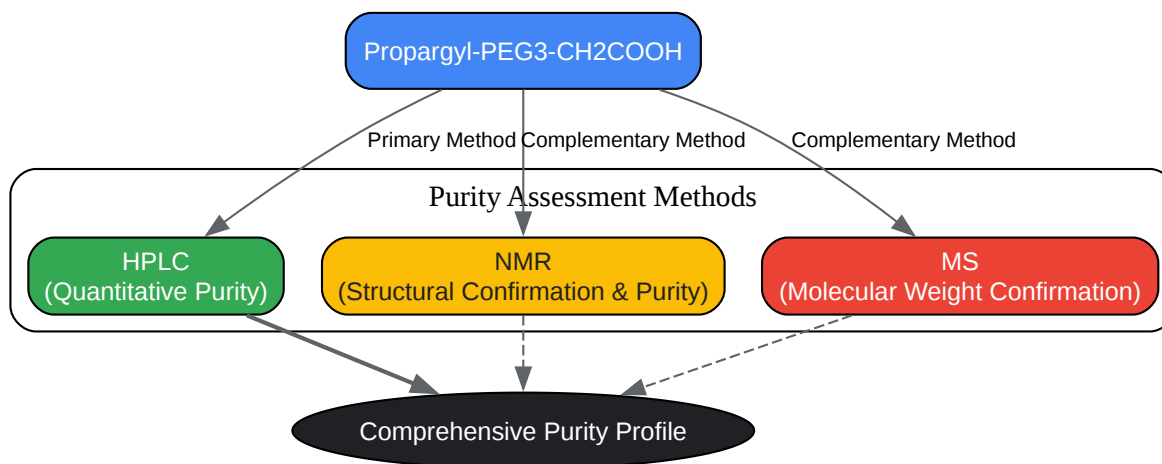 Propargyl-PEG3-CH2COOH
Primary Method
Complementary Method
Complementary Method
Purity Assessment Methods
HPLC
(Quantitative Purity)
NMR
(Structural Confirmation & Purity)
MS
(Molecular Weight Confirmation)
Comprehensive Purity Profile